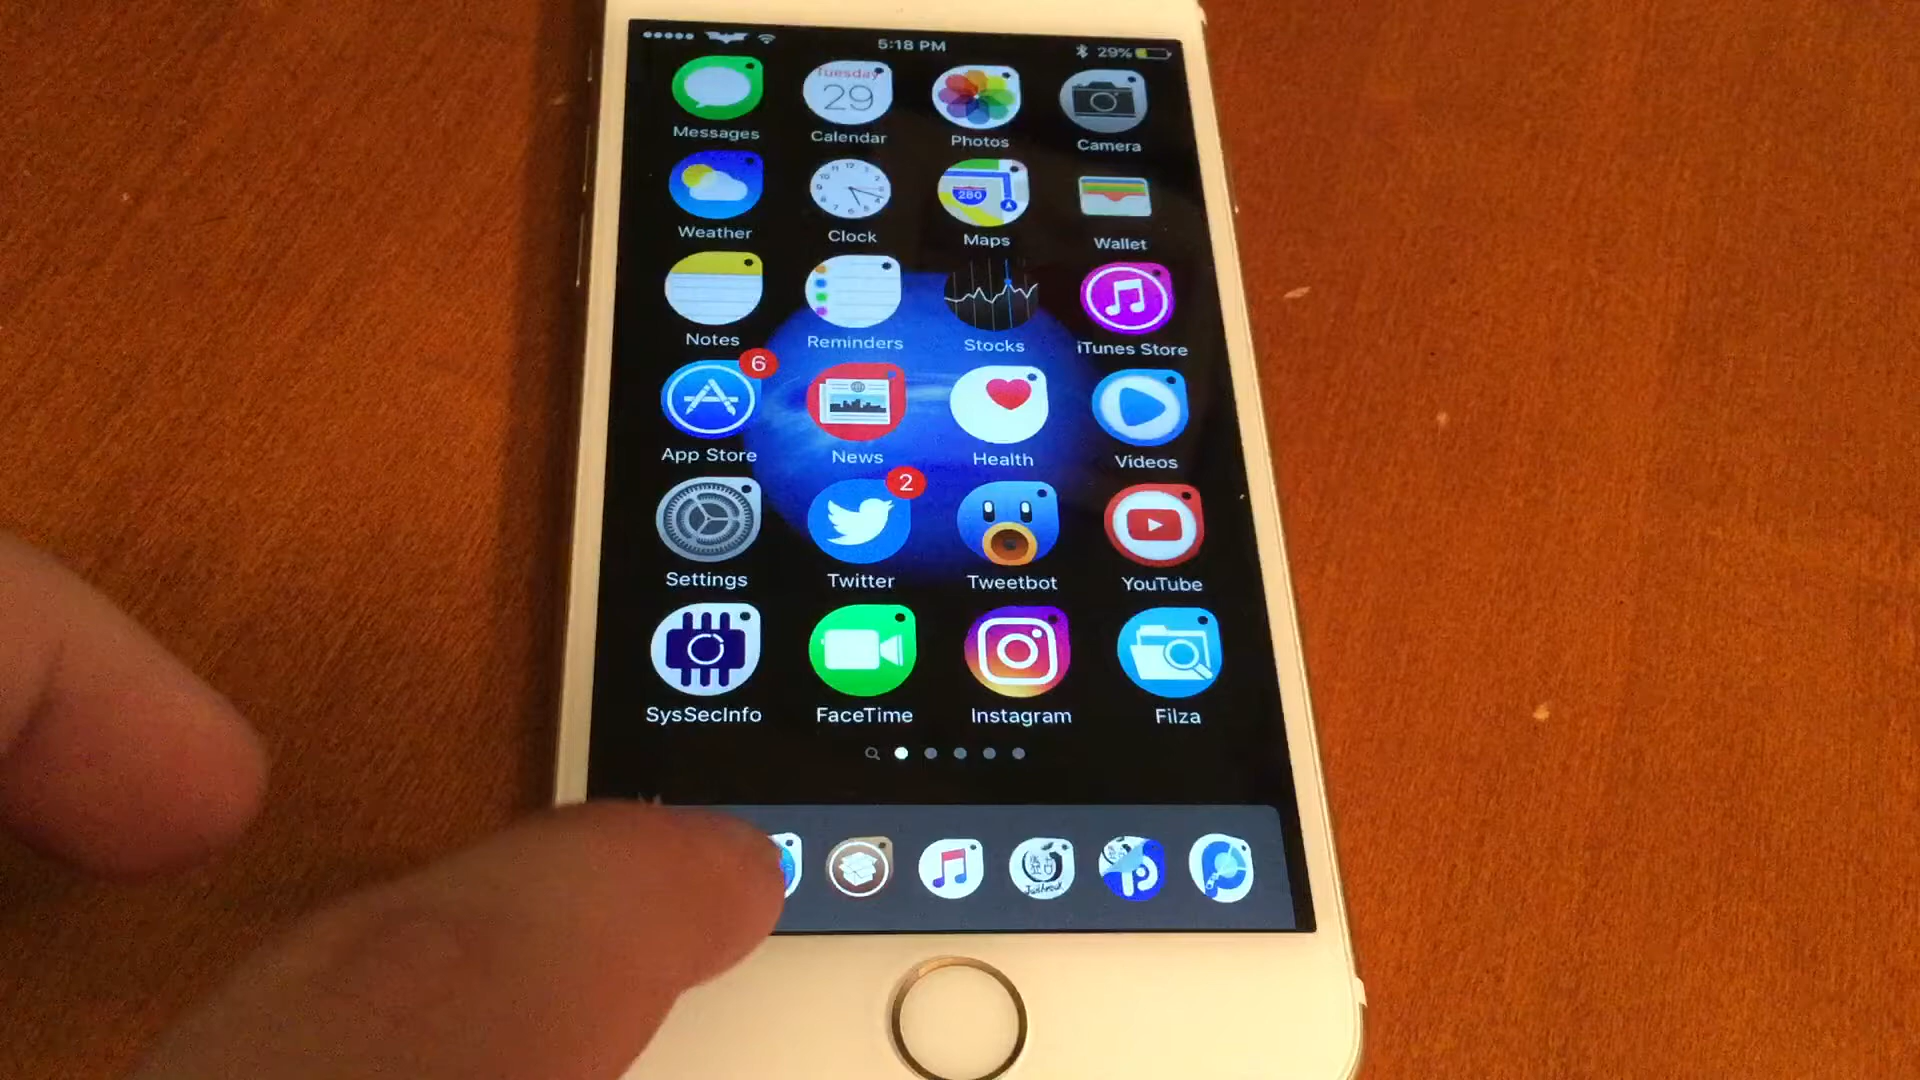 5:18 PM
29%
Tuesday
29
Messages
Calendar
Photos
Camera
280
Weather
Clock
Maps
Wallet
Notes
Reminders
Stocks
iTunes Store
6
App Store
News
Health
Videos
2
Settings
Twitter
Tweetbot
YouTube
SysSecInfo
FaceTime
Instagram
Filza